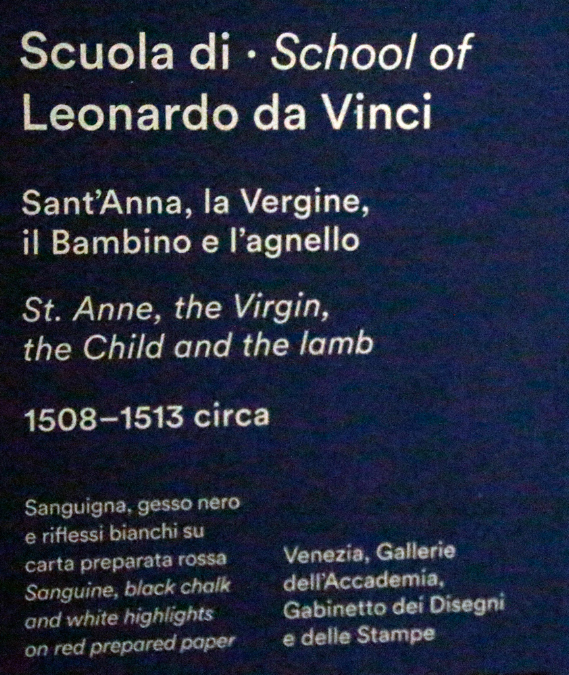 Scuola di · School of
Leonardo da Vinci
Sant'Anna, la Vergine,
il Bambino e l'agnello
St. Anne, the Virgin,
the Child and the lamb
1508–1513 circa
Sanguigna, gesso nero
e riflessi bianchi su
carta preparata rossa
Sanguine, black chalk
and white highlights
on red prepared paper
Venezia, Gallerie
dell'Accademia,
Gabinetto dei Disegni
e delle Stampe